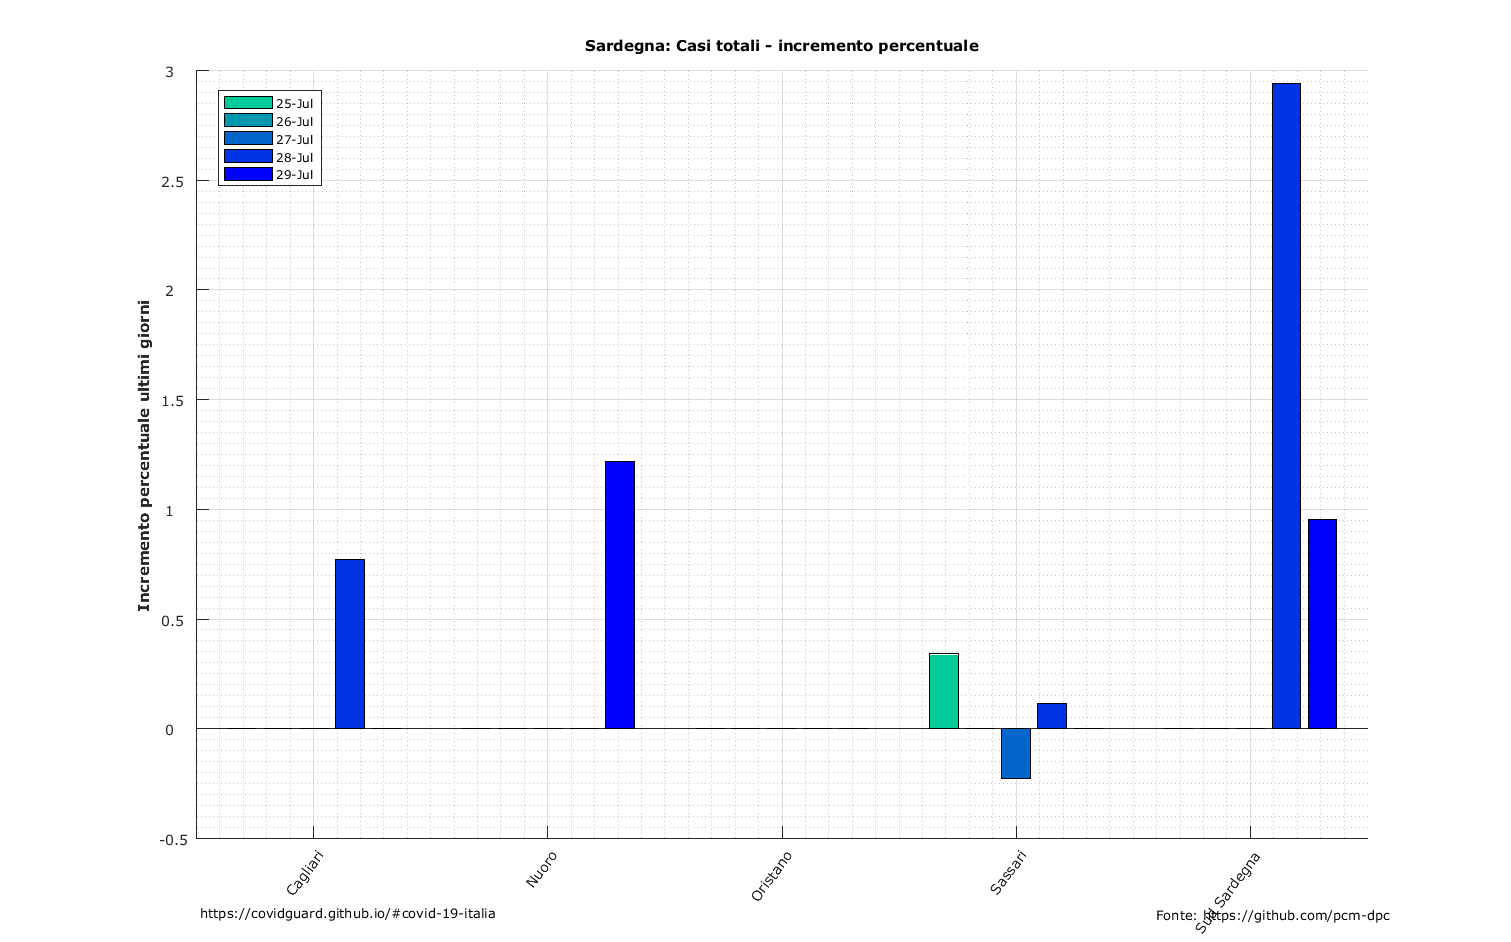 Sardegna: Casi totali - incremento percentuale
3
2.5
2
1.5
1
0.5
0
-0.5
25-Jul
26-Jul
27-Jul
28-Jul
29-Jul
Incremento percentuale ultimi giorni
Cagliari
Nuoro
Oristano
Sassari
Sud Sardegna
https://covidguard.github.io/#covid-19-italia
Fonte: https://github.com/pcm-dpc